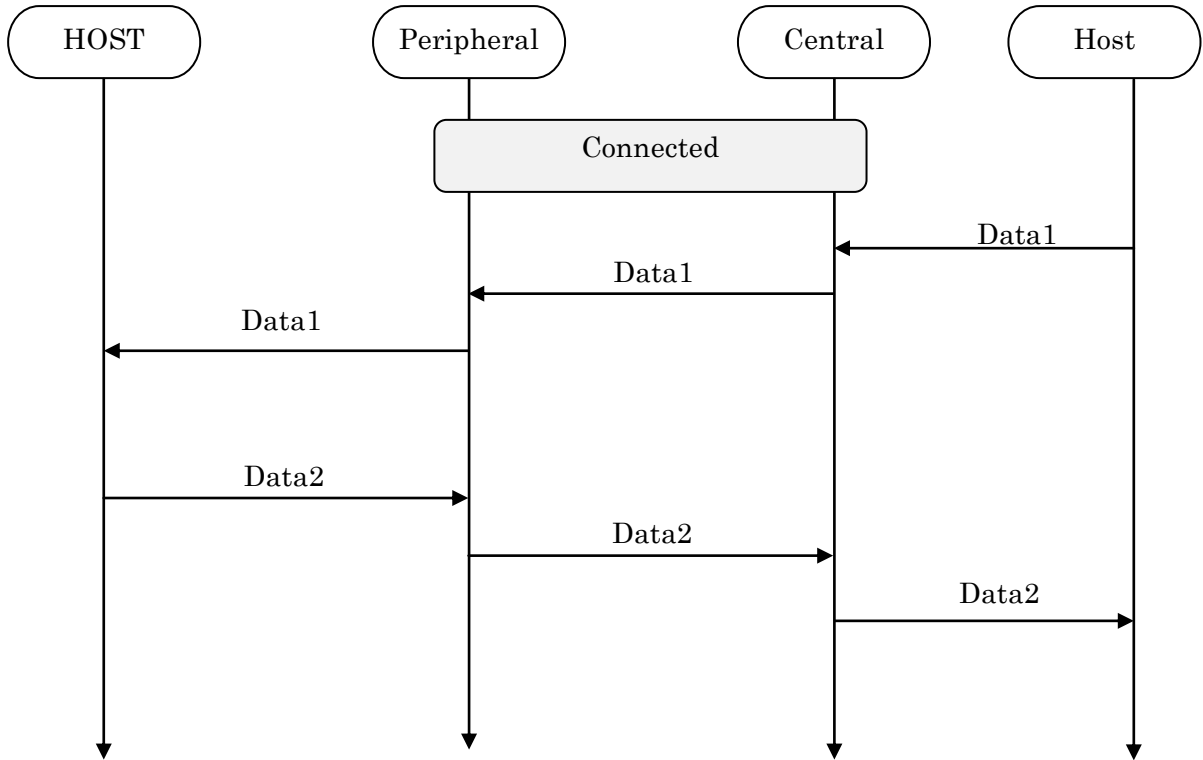 HOST
Peripheral
Central
Host
Connected
Data1
Data1
Data1
Data2
Data2
Data2